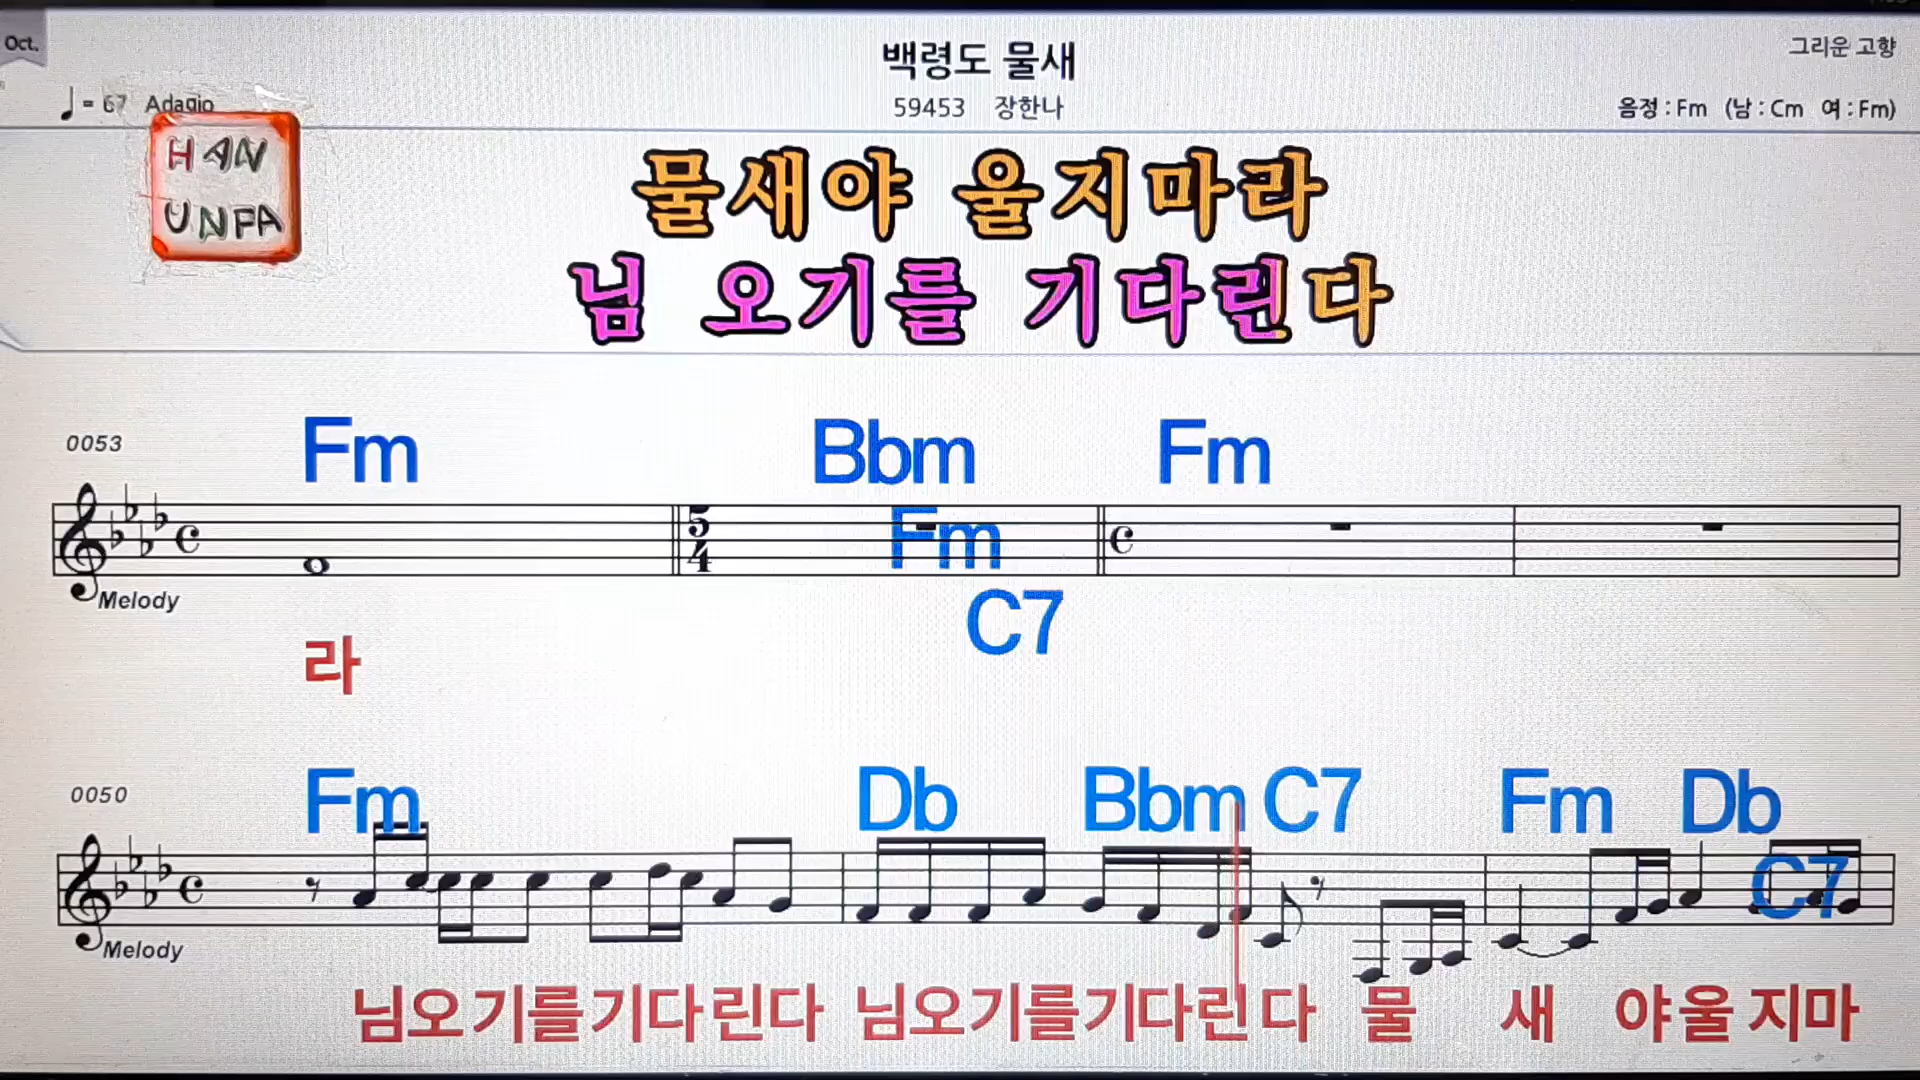 Oct.
백령도 물새
그리운 고향
♩= 67 Adagio
59453 장한나
음정 : Fm (남 : Cm 여 : Fm)
HAN
UNFA
물새야 울지마라
님 오기를 기다린다
0053
Fm Bbm Fm
5
4
Fm
Melody
C7
라
0050
Fm Db Bbm C7 Fm Db
C7
Melody
님오기를기다린다 님오기를기다린다 물 새 야울지마